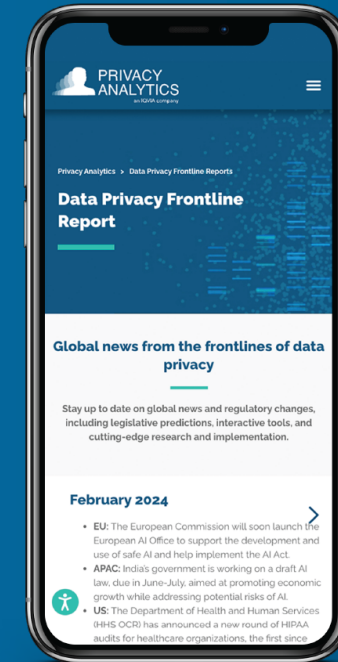 PRIVACY
ANALYTICS
an IQVIA company
Privacy Analytics > Data Privacy Frontline Reports
Data Privacy Frontline
Report
Global news from the frontlines of data
privacy
Stay up to date on global news and regulatory changes,
including legislative predictions, interactive tools, and
cutting-edge research and implementation.
February 2024
• EU: The European Commission will soon launch the
European AI Office to support the development and
use of safe AI and help implement the AI Act.
• APAC: India's government is working on a draft AI
law, due in June-July, aimed at promoting economic
growth while addressing potential risks of AI.
• US: The Department of Health and Human Services
(HHS OCR) has announced a new round of HIPAA
audits for healthcare organizations, the first since